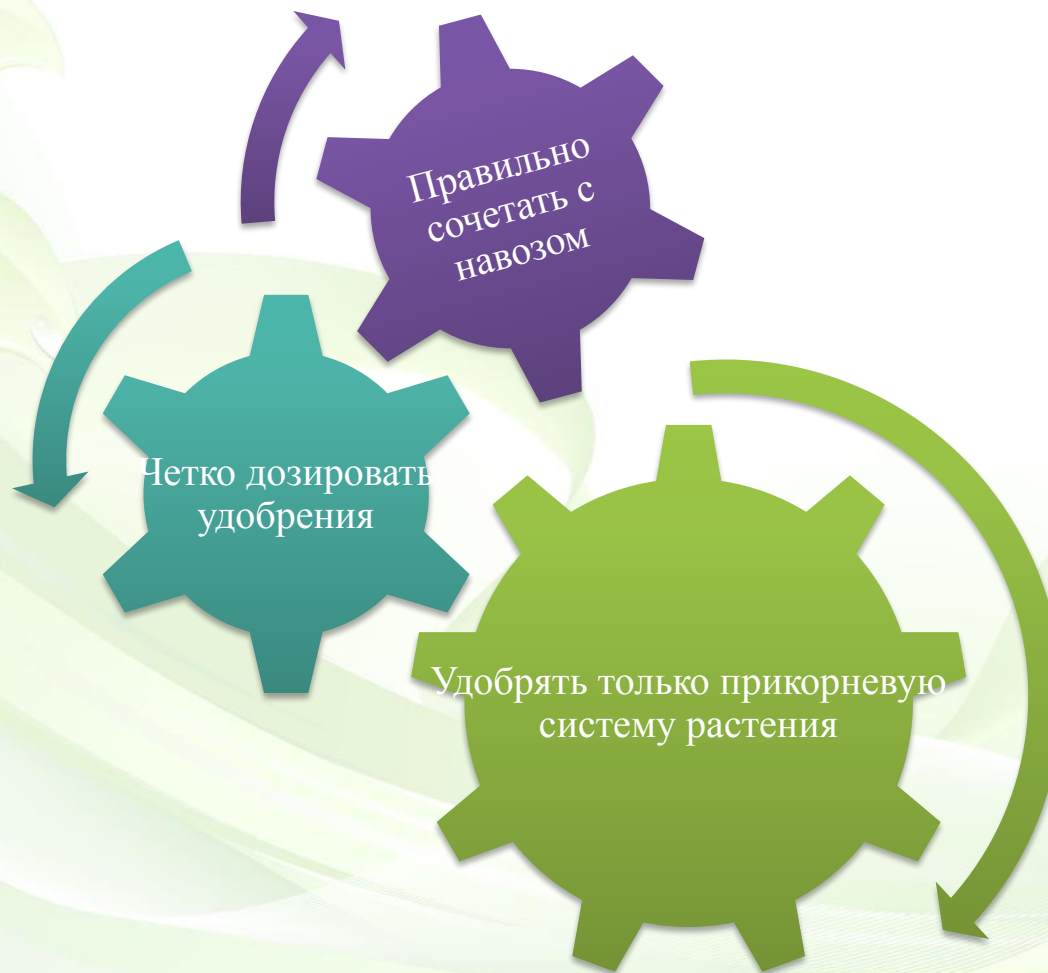 Правильно
сочетать с
навозом
Четко дозировать
удобрения
Удобрять только прикорневую
систему растения